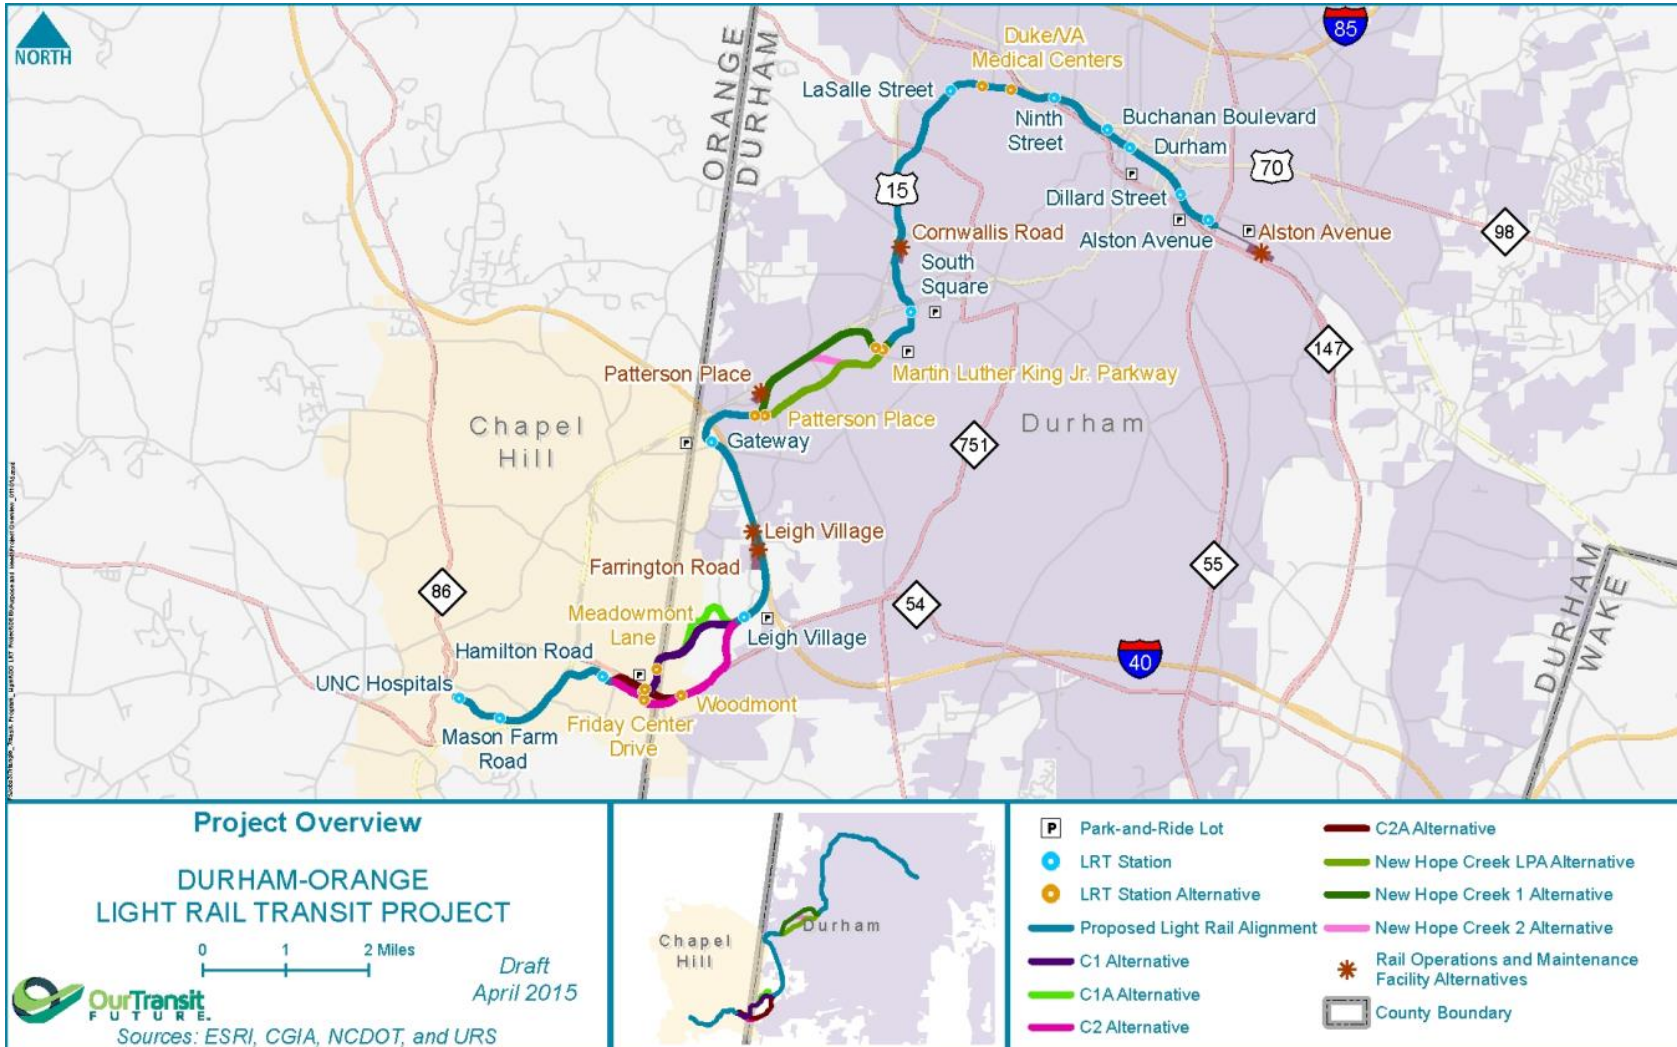 NORTH
ORANGE
DURHAM
85
Duke/VA
Medical Centers
LaSalle Street
Ninth
Street
Buchanan Boulevard
Durham
70
15
Dillard Street
P
Cornwallis Road
Alston Avenue
P
P
Alston Avenue
98
South
Square
P
147
P
Patterson Place
Martin Luther King Jr. Parkway
Chapel
Hill
Patterson Place
Durham
P
Gateway
751
Leigh Village
Farrington Road
DURHAM
WAKE
86
55
54
Meadowmont
Lane
P
Leigh Village
Hamilton Road
40
UNC Hospitals
P
Woodmont
Mason Farm
Road
Friday Center
Drive
Project Overview
DURHAM-ORANGE
LIGHT RAIL TRANSIT PROJECT
0 1 2 Miles
Draft
April 2015
OurTransit
FUTURE.
Sources: ESRI, CGIA, NCDOT, and URS
Durham
Chapel
Hill
P Park-and-Ride Lot
LRT Station
LRT Station Alternative
Proposed Light Rail Alignment
C1 Alternative
C1A Alternative
C2 Alternative
C2A Alternative
New Hope Creek LPA Alternative
New Hope Creek 1 Alternative
New Hope Creek 2 Alternative
Rail Operations and Maintenance
Facility Alternatives
County Boundary